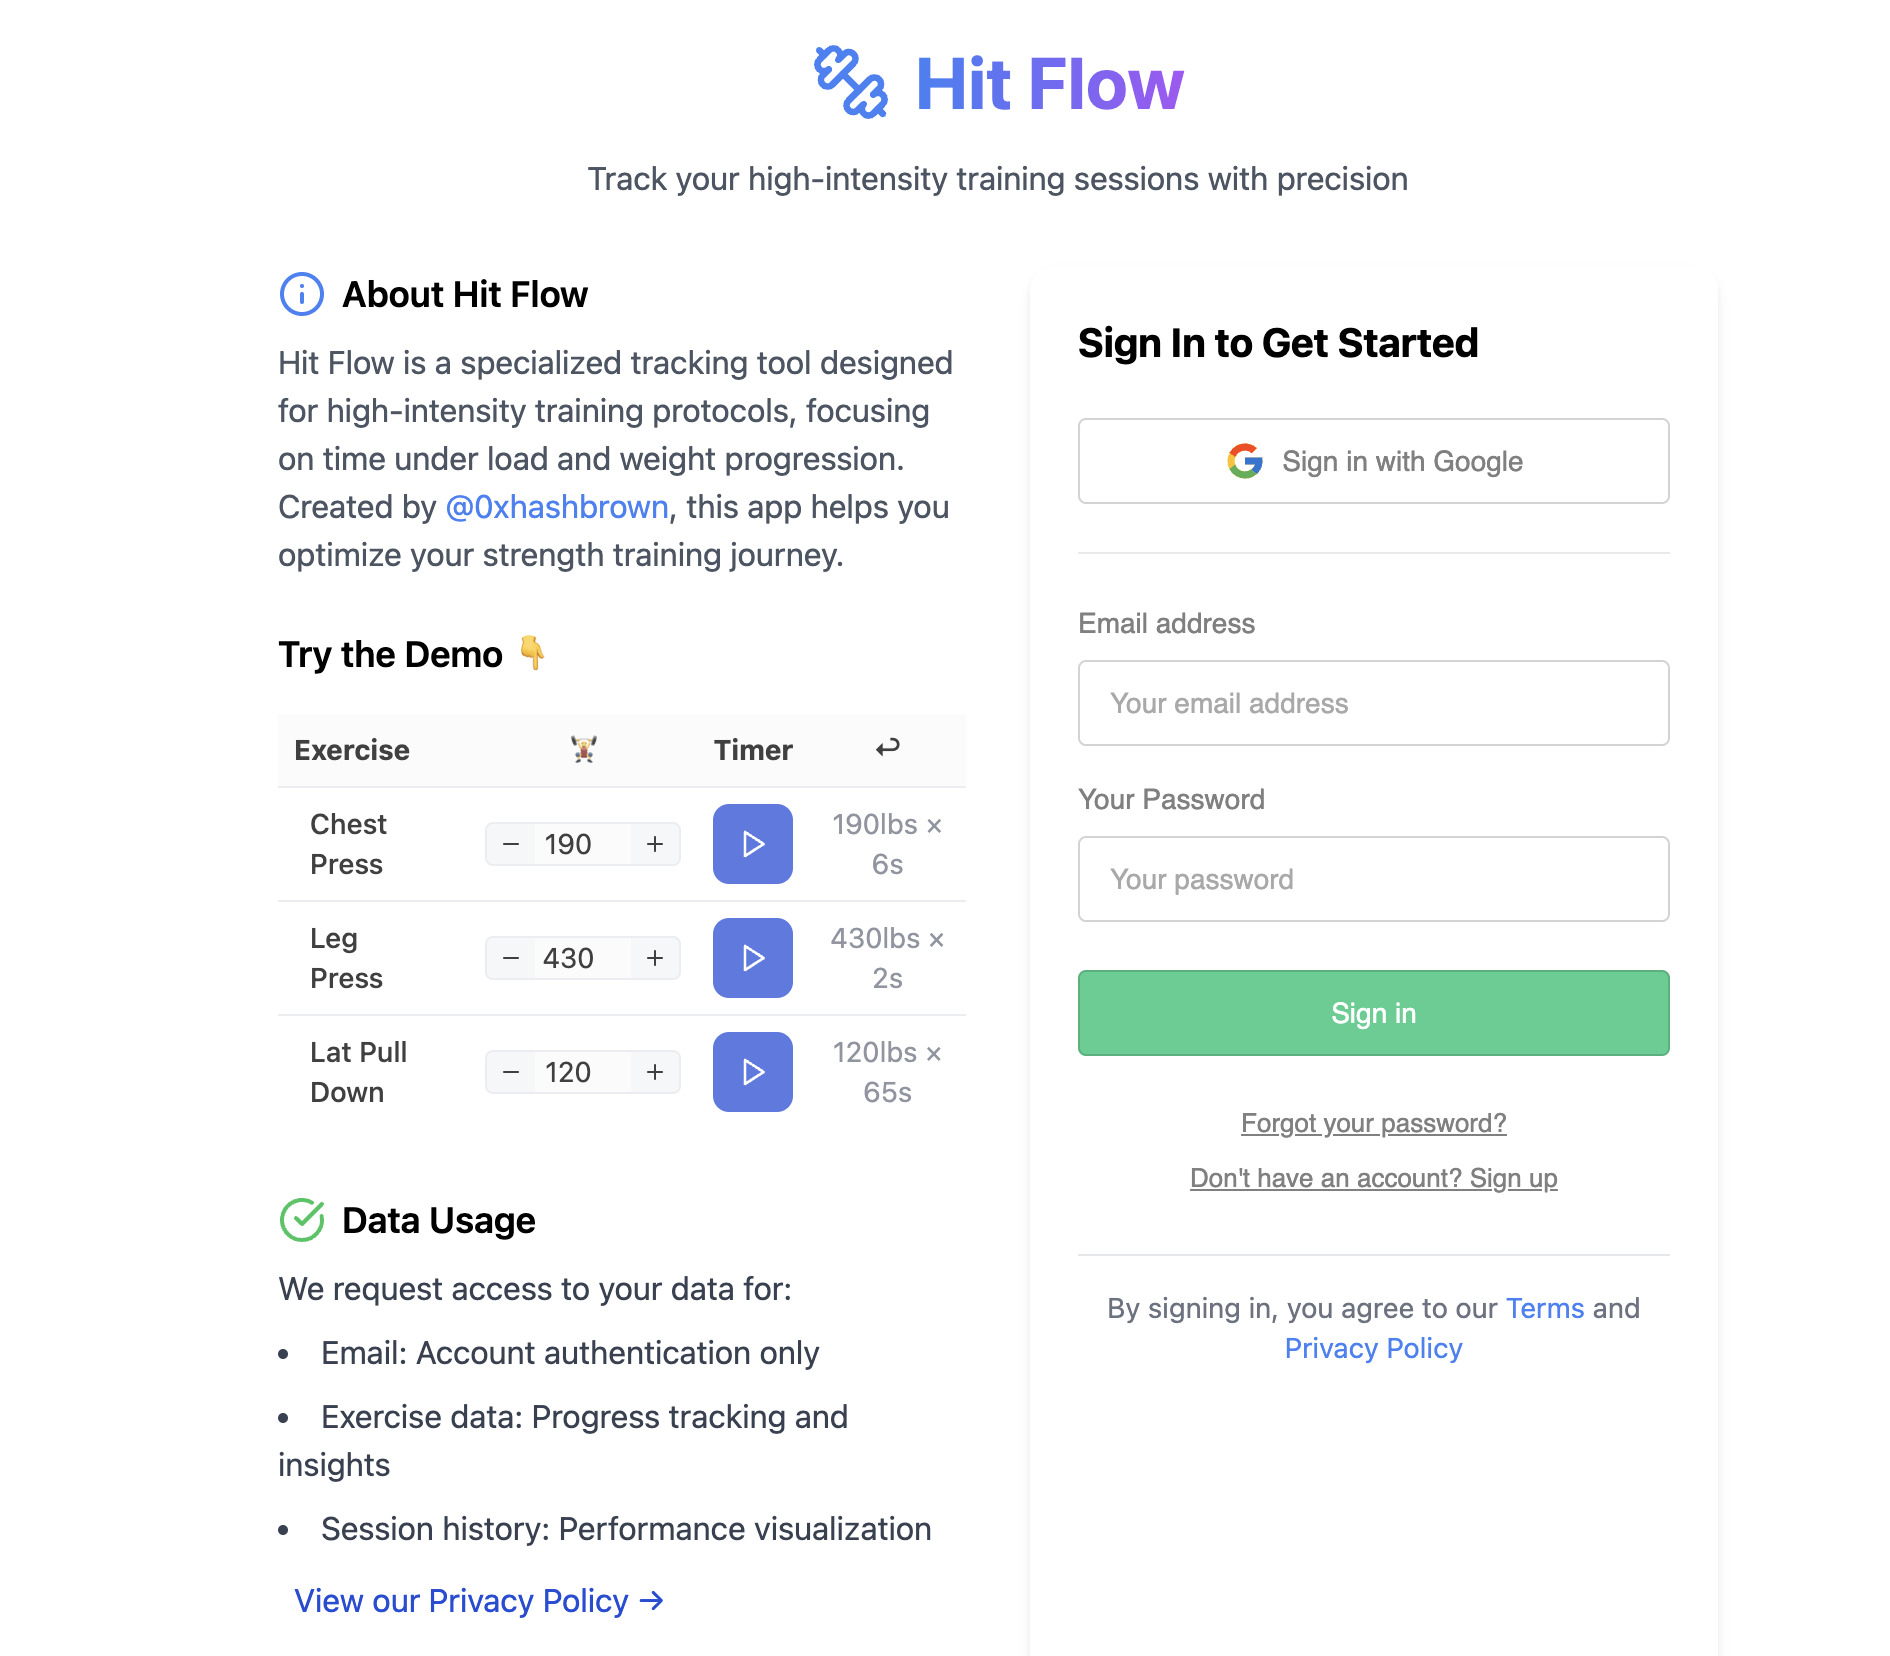 Hit Flow
Track your high-intensity training sessions with precision
About Hit Flow
Hit Flow is a specialized tracking tool designed
for high-intensity training protocols, focusing
on time under load and weight progression.
Created by @0xhashbrown, this app helps you
optimize your strength training journey.
Try the Demo 👇
Exercise 🏋 Timer ↩
Chest
Press
− 190 +
190lbs ×
6s
Leg
Press
− 430 +
430lbs ×
2s
Lat Pull
Down
− 120 +
120lbs ×
65s
Data Usage
We request access to your data for:
• Email: Account authentication only
• Exercise data: Progress tracking and
insights
• Session history: Performance visualization
View our Privacy Policy →
Sign In to Get Started
Sign in with Google
Email address
Your email address
Your Password
Your password
Sign in
Forgot your password?
Don't have an account? Sign up
By signing in, you agree to our Terms and
Privacy Policy